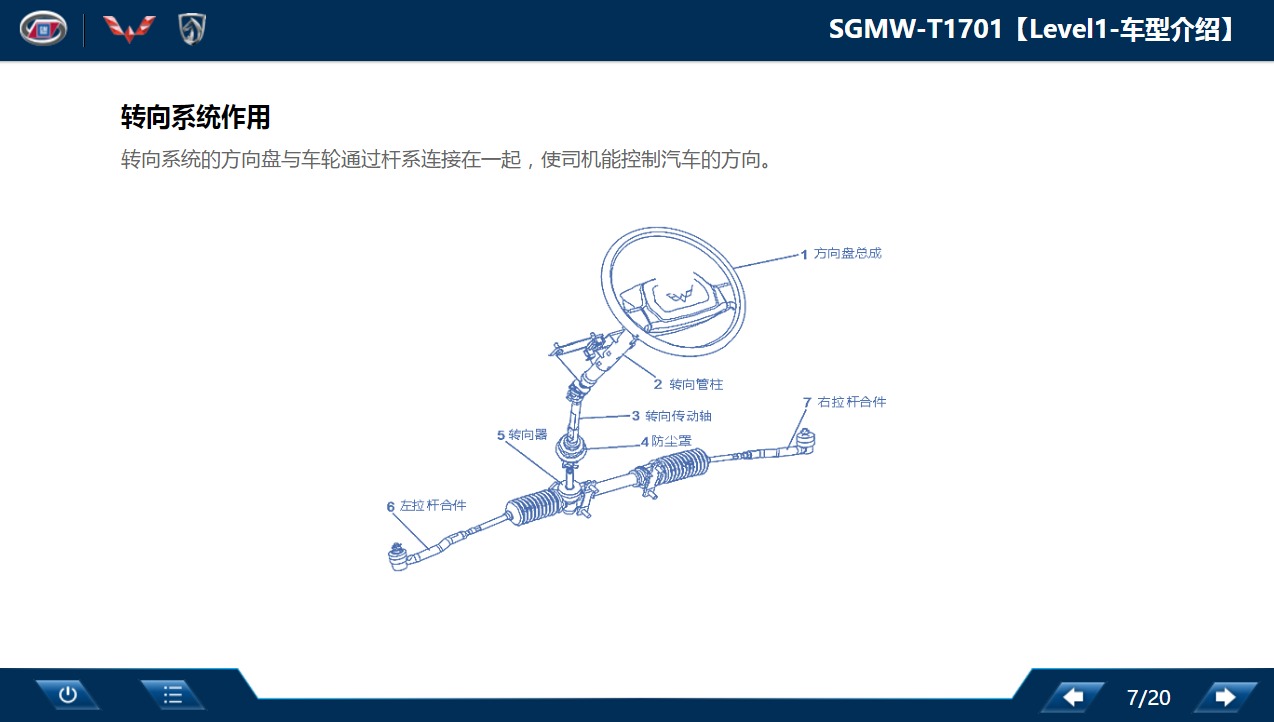 SGMW-T1701【Level1-车型介绍】
转向系统作用
转向系统的方向盘与车轮通过杆系连接在一起，使司机能控制汽车的方向。
1 方向盘总成
2 转向管柱
7 右拉杆合件
3 转向传动轴
5 转向器
4 防尘罩
6 左拉杆合件
7/20